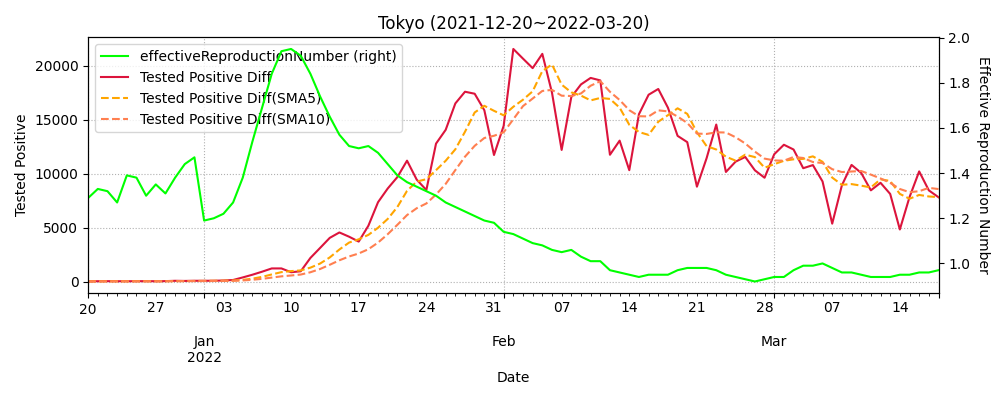 Tokyo (2021-12-20~2022-03-20)
effectiveReproductionNumber (right)
Tested Positive Diff
Tested Positive Diff(SMA5)
Tested Positive Diff(SMA10)
Tested Positive
20000
15000
10000
5000
0
2.0
1.8
1.6
1.4
1.2
1.0
Effective Reproduction Number
20 27 03 10 17 24 31 07 14 21 28 07 14
Jan Feb Mar
2022
Date